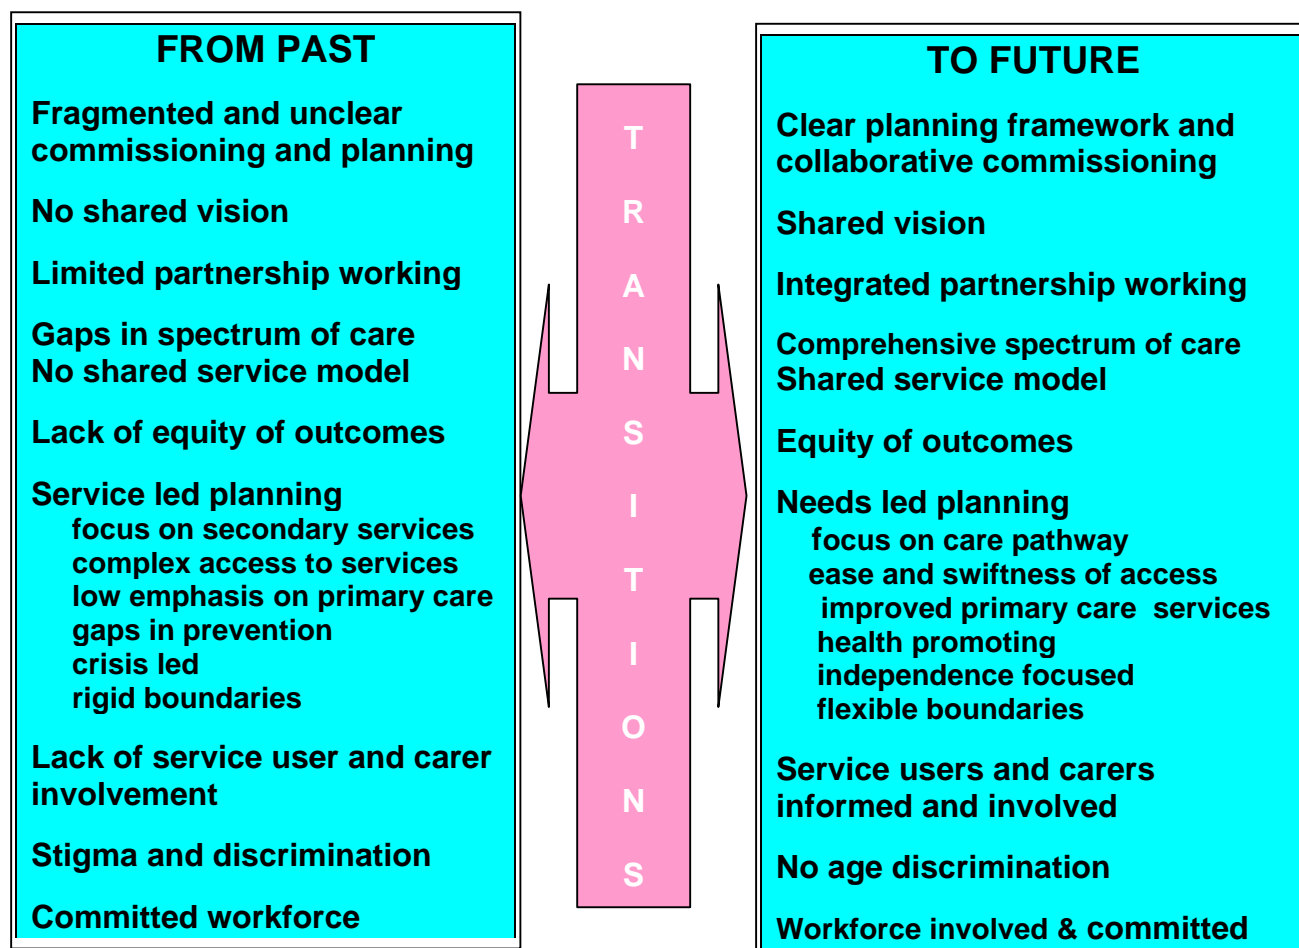 FROM PAST
Fragmented and unclear
commissioning and planning
No shared vision
Limited partnership working
Gaps in spectrum of care
No shared service model
Lack of equity of outcomes
Service led planning
focus on secondary services
complex access to services
low emphasis on primary care
gaps in prevention
crisis led
rigid boundaries
Lack of service user and carer
involvement
Stigma and discrimination
Committed workforce
T
R
A
N
S
I
T
I
O
N
S
TO FUTURE
Clear planning framework and
collaborative commissioning
Shared vision
Integrated partnership working
Comprehensive spectrum of care
Shared service model
Equity of outcomes
Needs led planning
focus on care pathway
ease and swiftness of access
improved primary care services
health promoting
independence focused
flexible boundaries
Service users and carers
informed and involved
No age discrimination
Workforce involved & committed